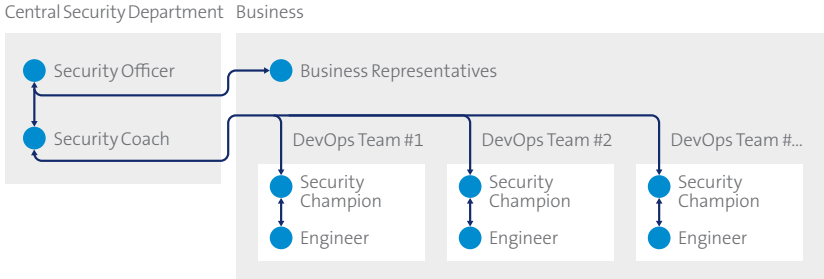 Central Security Department
Business
Security Officer
Business Representatives
Security Coach
DevOps Team #1
DevOps Team #2
DevOps Team #...
Security
Champion
Security
Champion
Security
Champion
Engineer
Engineer
Engineer